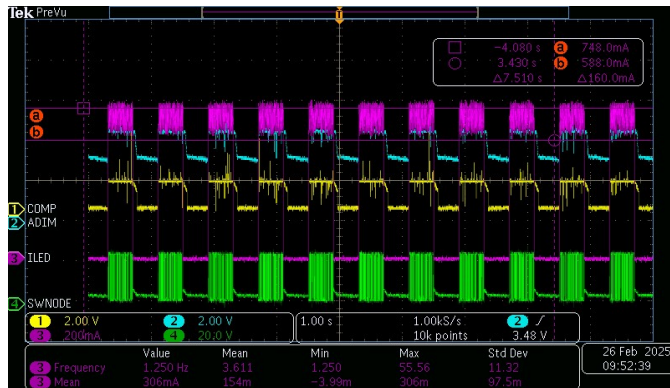 Tek PreVu
T
-4.080 s a 748.0mA
3.430 s b 588.0mA
△7.510 s △160.0mA
a
b
1 COMP
2 ADIM
3 ILED
4 SWNODE
1 2.00 V 2 2.00 V 1.00 s 1.00kS/s 2
3 200mA 4 20.0 V 10k points 3.48 V
Value Mean Min Max Std Dev
3 Frequency 1.250 Hz 3.611 1.250 55.56 11.32
3 Mean 306mA 154m -3.99m 306m 97.5m
26 Feb 2025
09:52:39